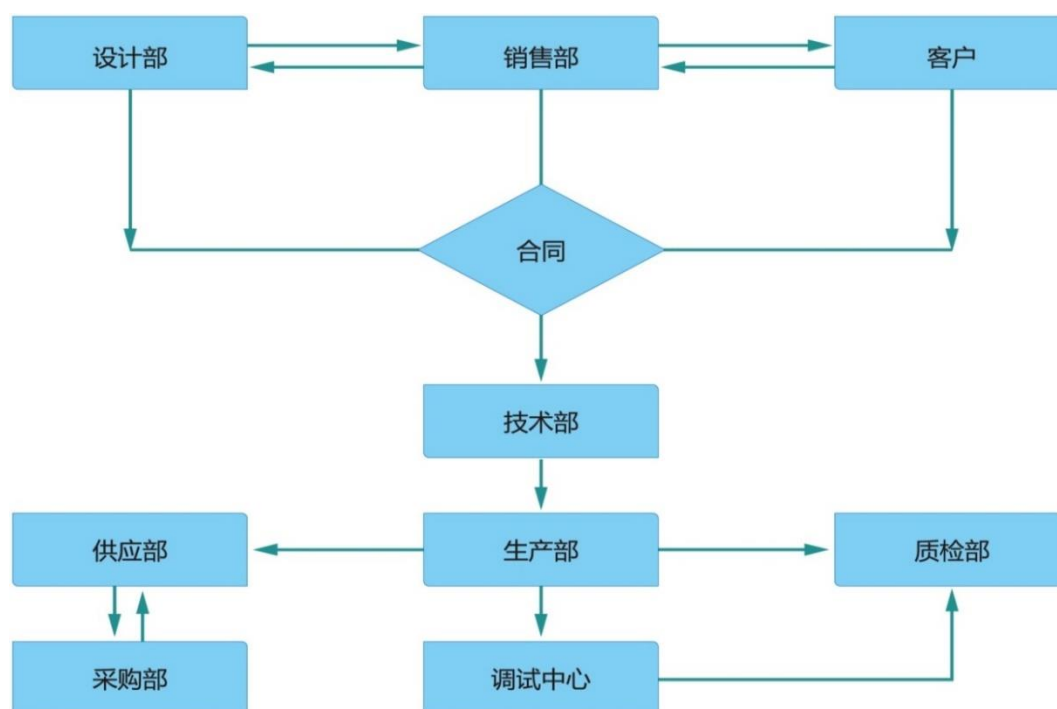 设计部
销售部
客户
合同
技术部
供应部
生产部
质检部
采购部
调试中心